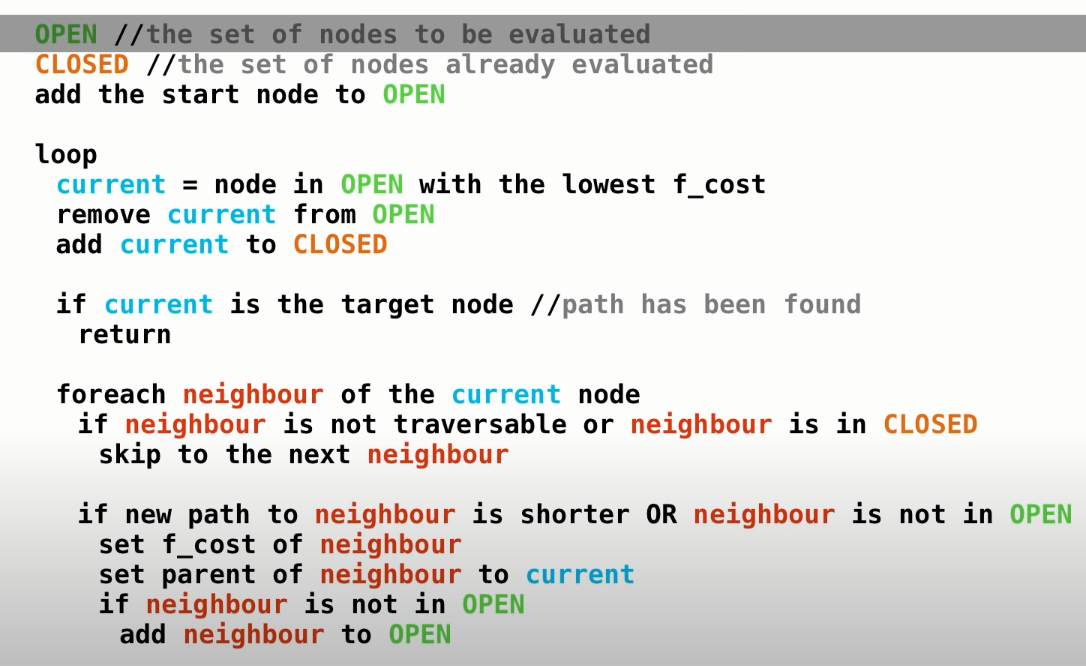 OPEN //the set of nodes to be evaluated
CLOSED //the set of nodes already evaluated
add the start node to OPEN
loop
current = node in OPEN with the lowest f_cost
remove current from OPEN
add current to CLOSED
if current is the target node //path has been found
return
foreach neighbour of the current node
if neighbour is not traversable or neighbour is in CLOSED
skip to the next neighbour
if new path to neighbour is shorter OR neighbour is not in OPEN
set f_cost of neighbour
set parent of neighbour to current
if neighbour is not in OPEN
add neighbour to OPEN